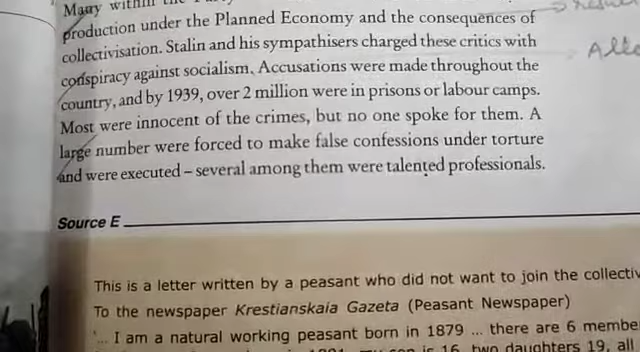 Many within the
production under the Planned Economy and the consequences of
collectivisation. Stalin and his sympathisers charged these critics with
conspiracy against socialism. Accusations were made throughout the
country, and by 1939, over 2 million were in prisons or labour camps.
Most were innocent of the crimes, but no one spoke for them. A
large number were forced to make false confessions under torture
and were executed – several among them were talented professionals.
Source E
This is a letter written by a peasant who did not want to join the
To the newspaper Krestianskaia Gazeta (Peasant Newspaper)
'... I am a natural working peasant born in 1879 ... there are 6
is 16, two daughters 19, all